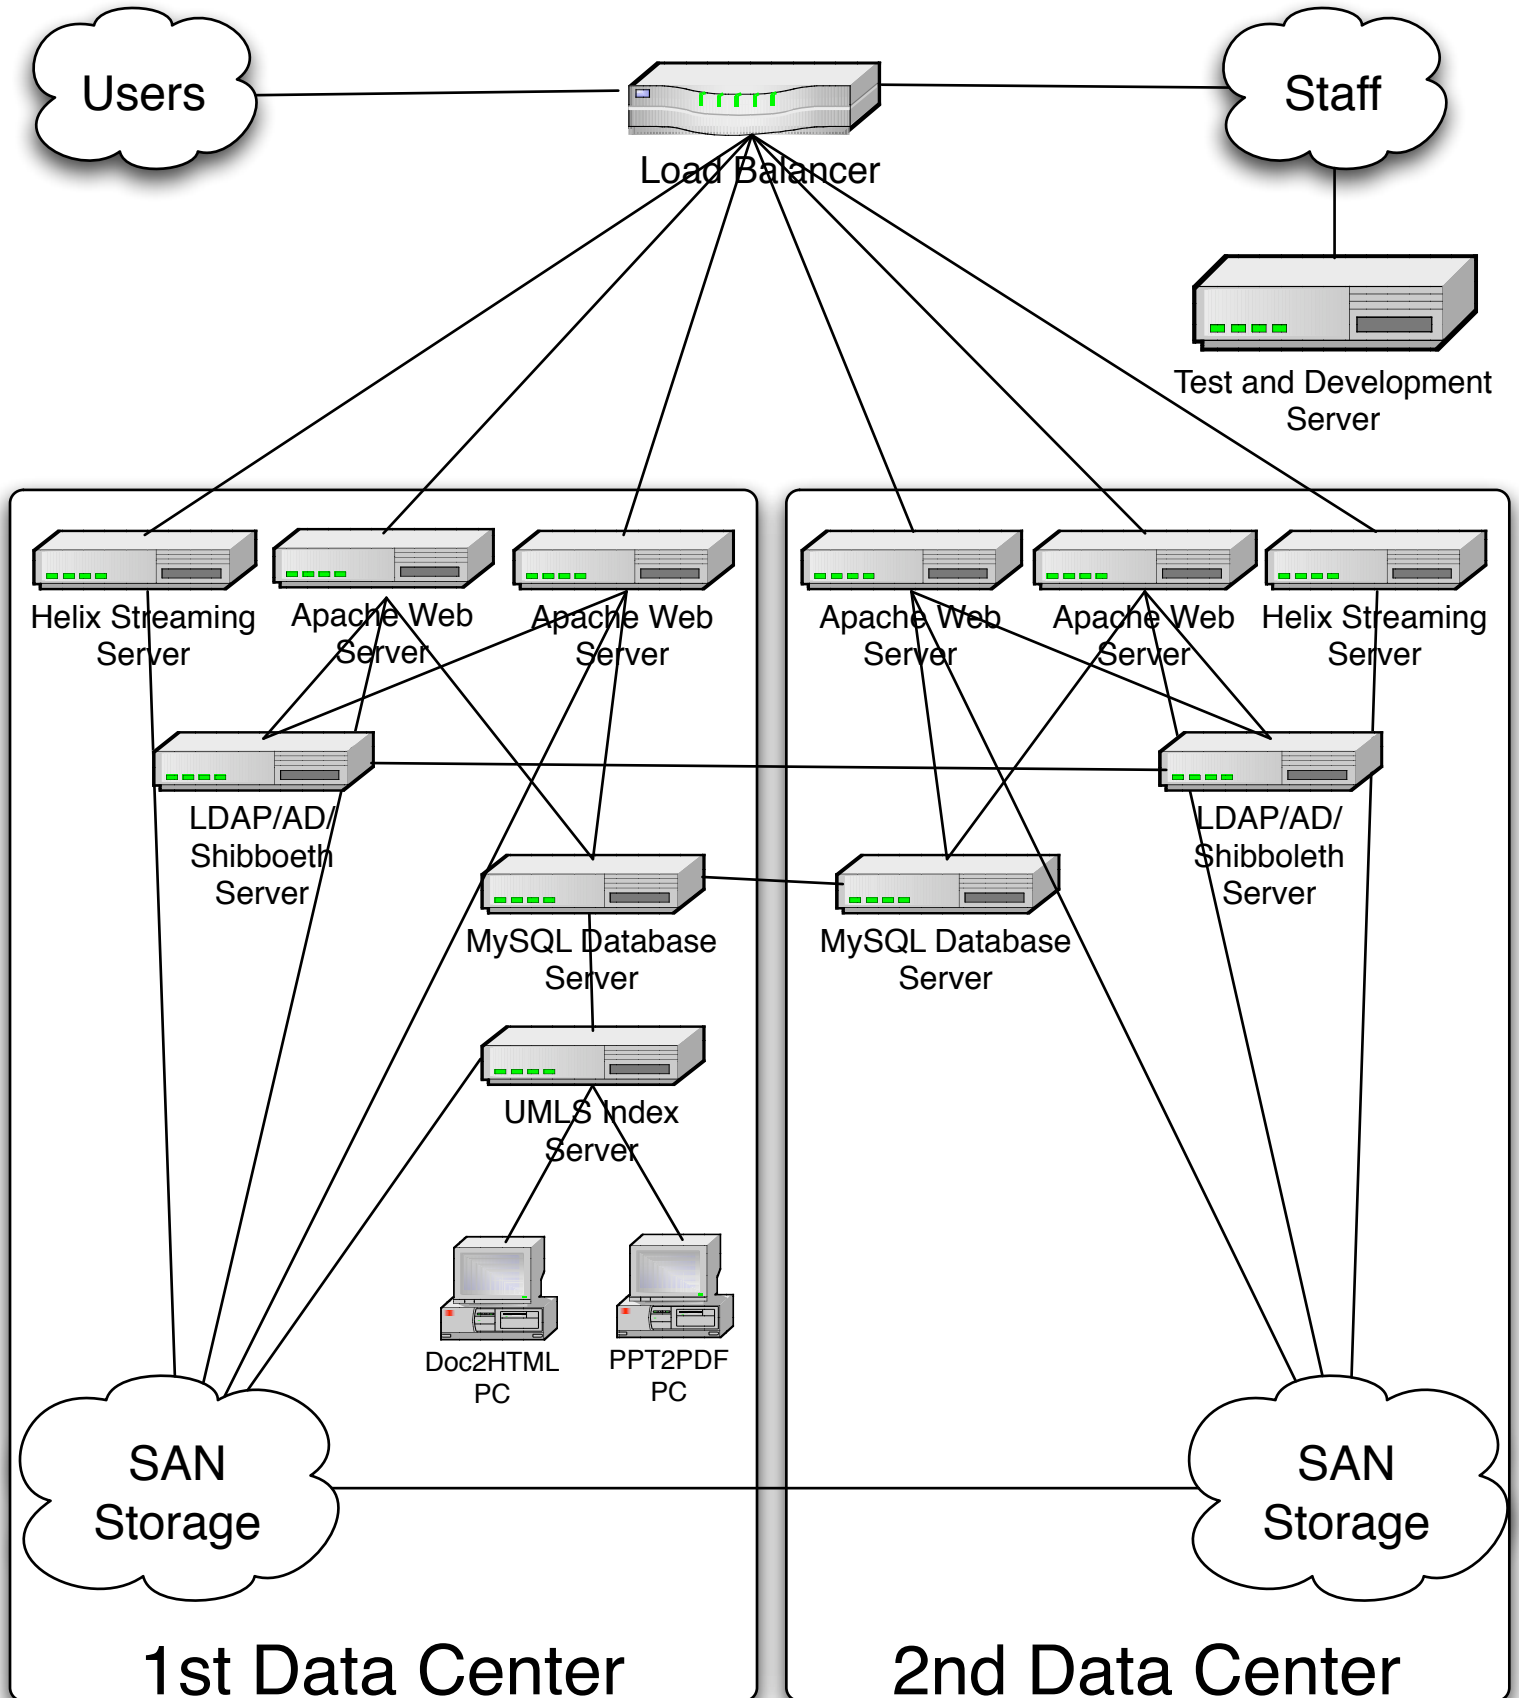 Users
Load Balancer
Staff
Test and Development
Server
Helix Streaming
Server
Apache Web
Server
Apache Web
Server
Apache Web
Server
Apache Web
Server
Helix Streaming
Server
LDAP/AD/
Shibboeth
Server
LDAP/AD/
Shibboleth
Server
MySQL Database
Server
MySQL Database
Server
UMLS Index
Server
Doc2HTML
PC
PPT2PDF
PC
SAN
Storage
SAN
Storage
1st Data Center
2nd Data Center